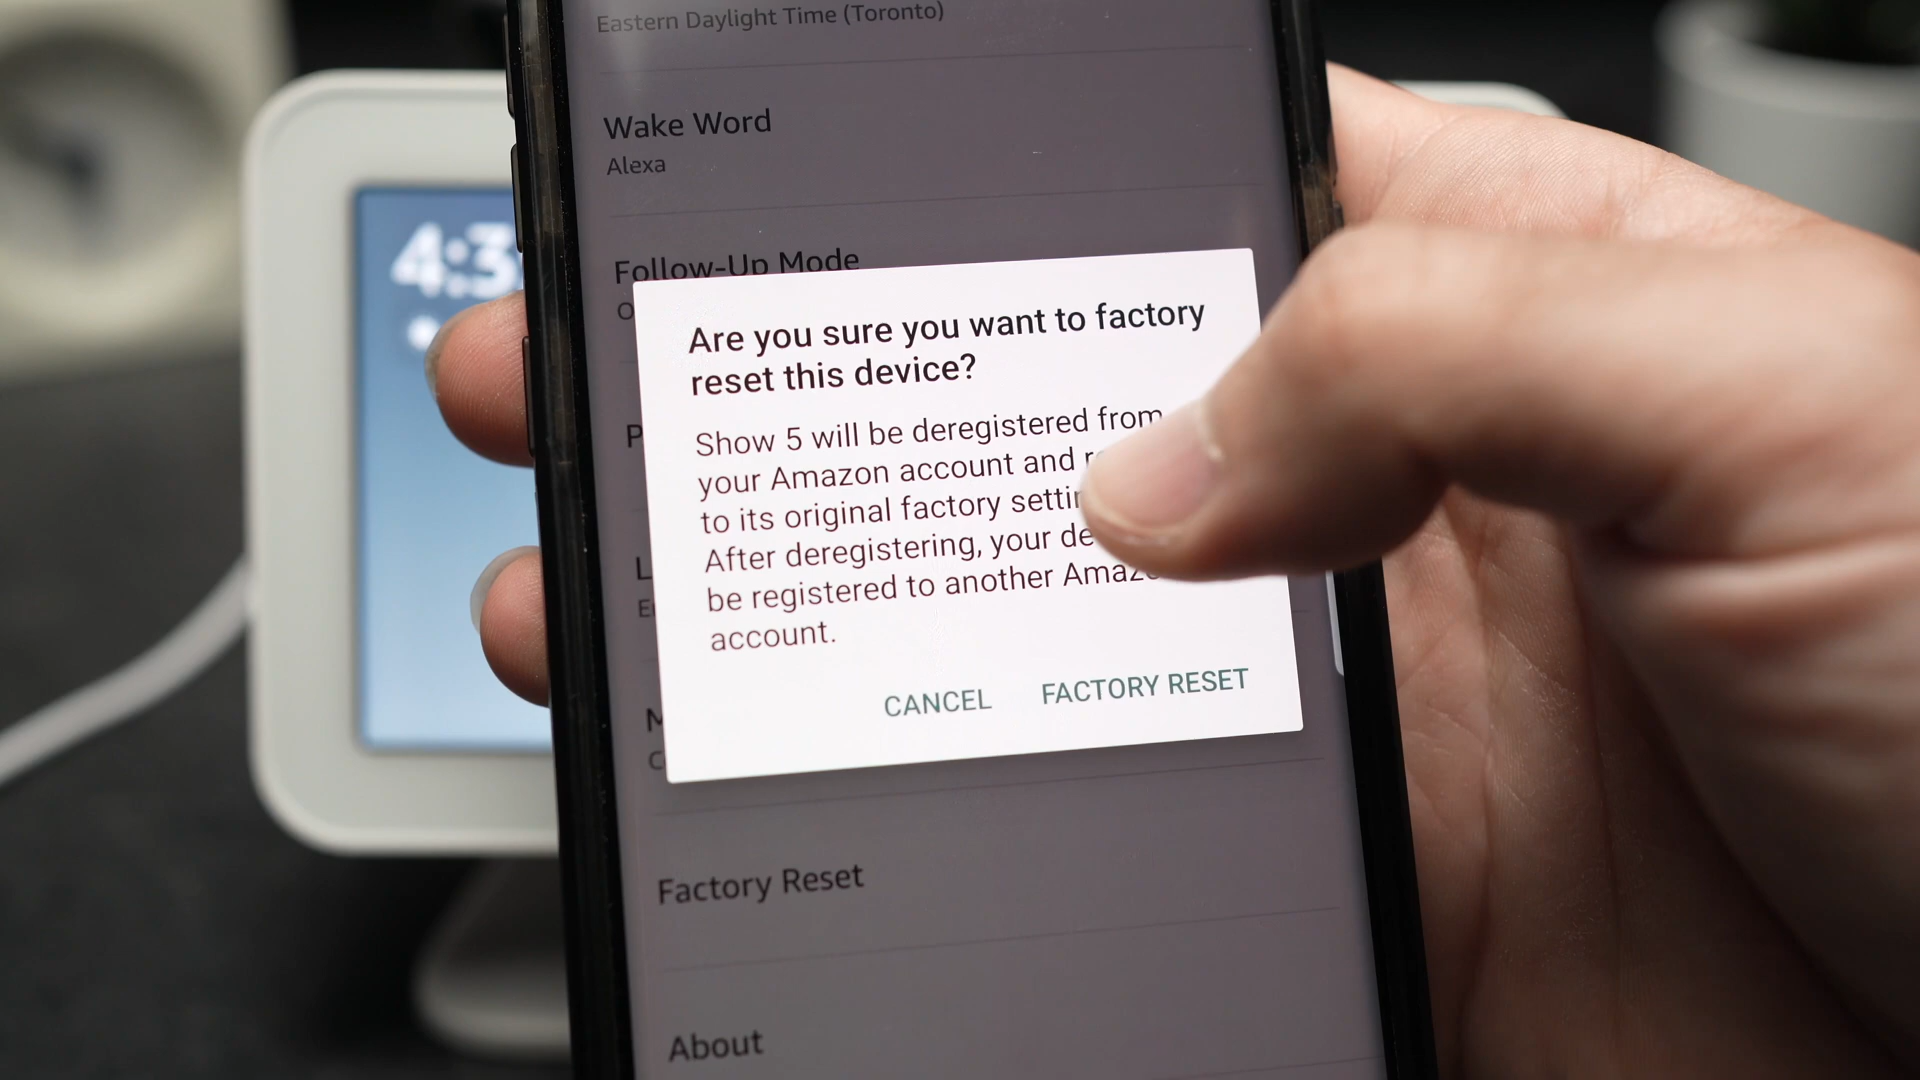 Eastern Daylight Time (Toronto)
Wake Word
Alexa
4:3
Follow-Up Mode
O
Are you sure you want to factory
reset this device?
P
Show 5 will be deregistered from
your Amazon account and
to its original factory
After deregistering, your
L
be registered to another
E
account.
CANCEL FACTORY RESET
M
C
Factory Reset
About